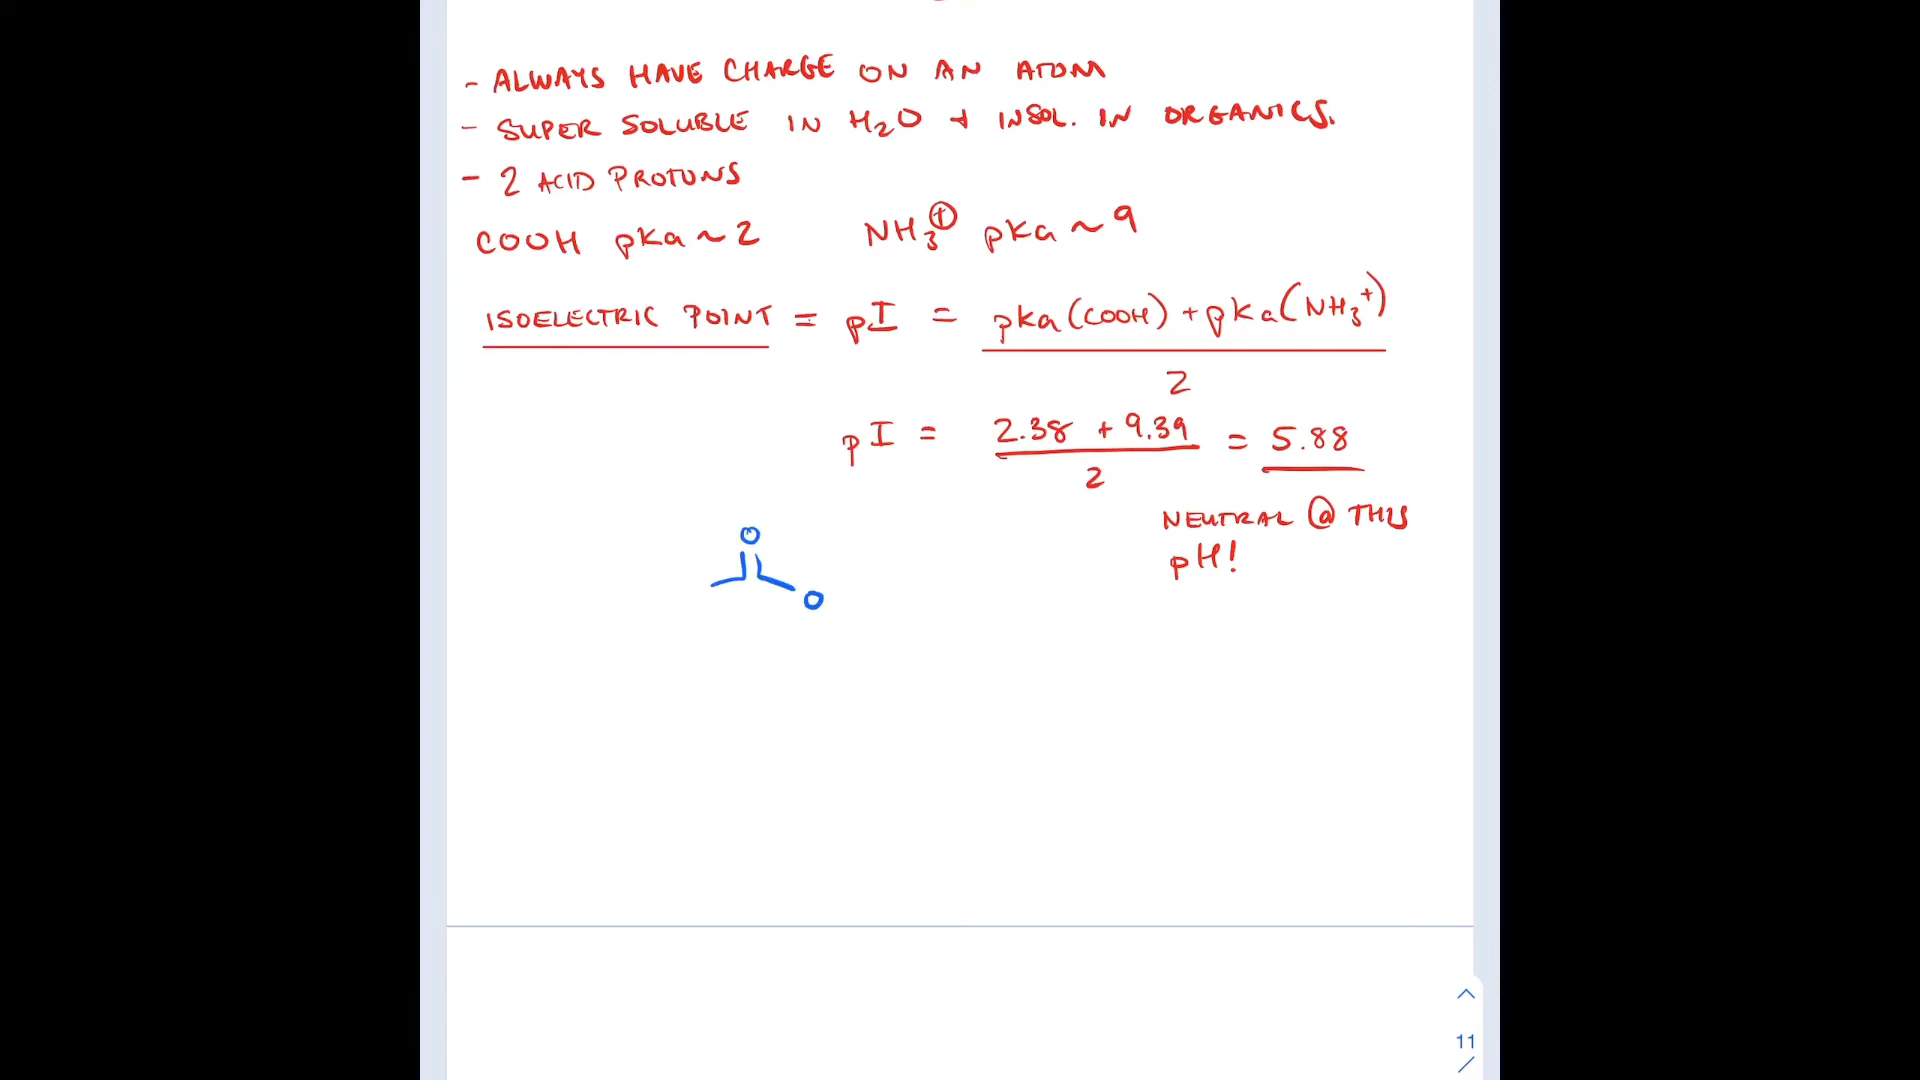 - ALWAYS HAVE CHARGE ON AN ATOM
- SUPER SOLUBLE IN H2O + INSOL. IN ORGANICS.
- 2 ACID PROTONS
COOH pKa ~ 2 NH3⊕ pKa ~ 9
ISOELECTRIC POINT = pI = pKa(COOH) + pKa(NH3+)
2
pI = 2.38 + 9.39 = 5.88
2
NEUTRAL @ THIS
pH!
O
O
11
/